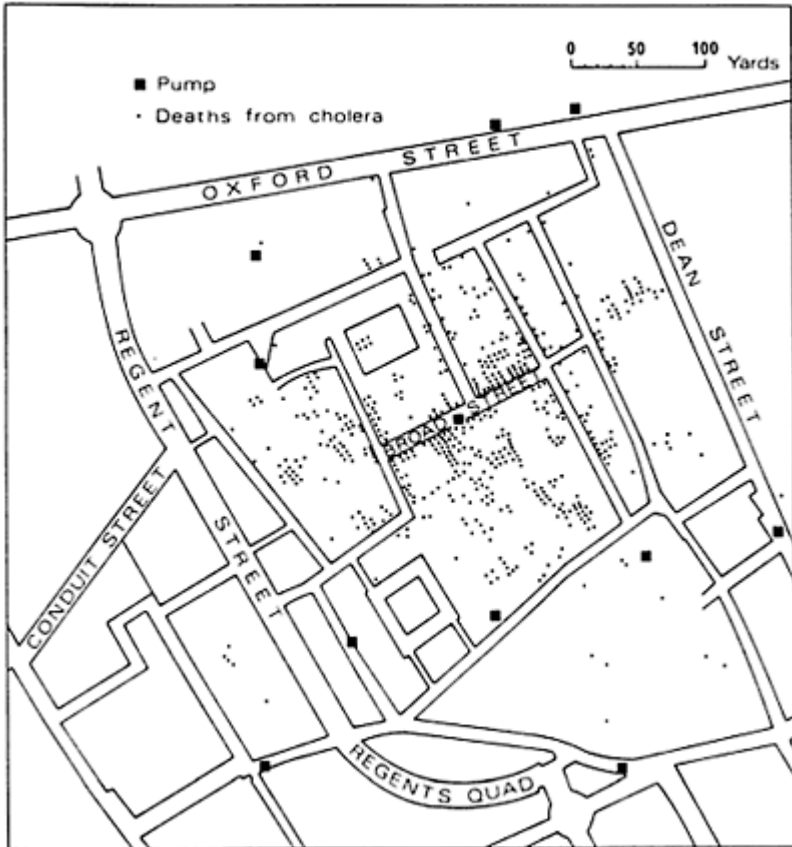 0 50 100 Yards
Pump
Deaths from cholera
OXFORD STREET
DEAN STREET
REGENT STREET
BROAD STREET
CONDUIT STREET
REGENTS QUAD